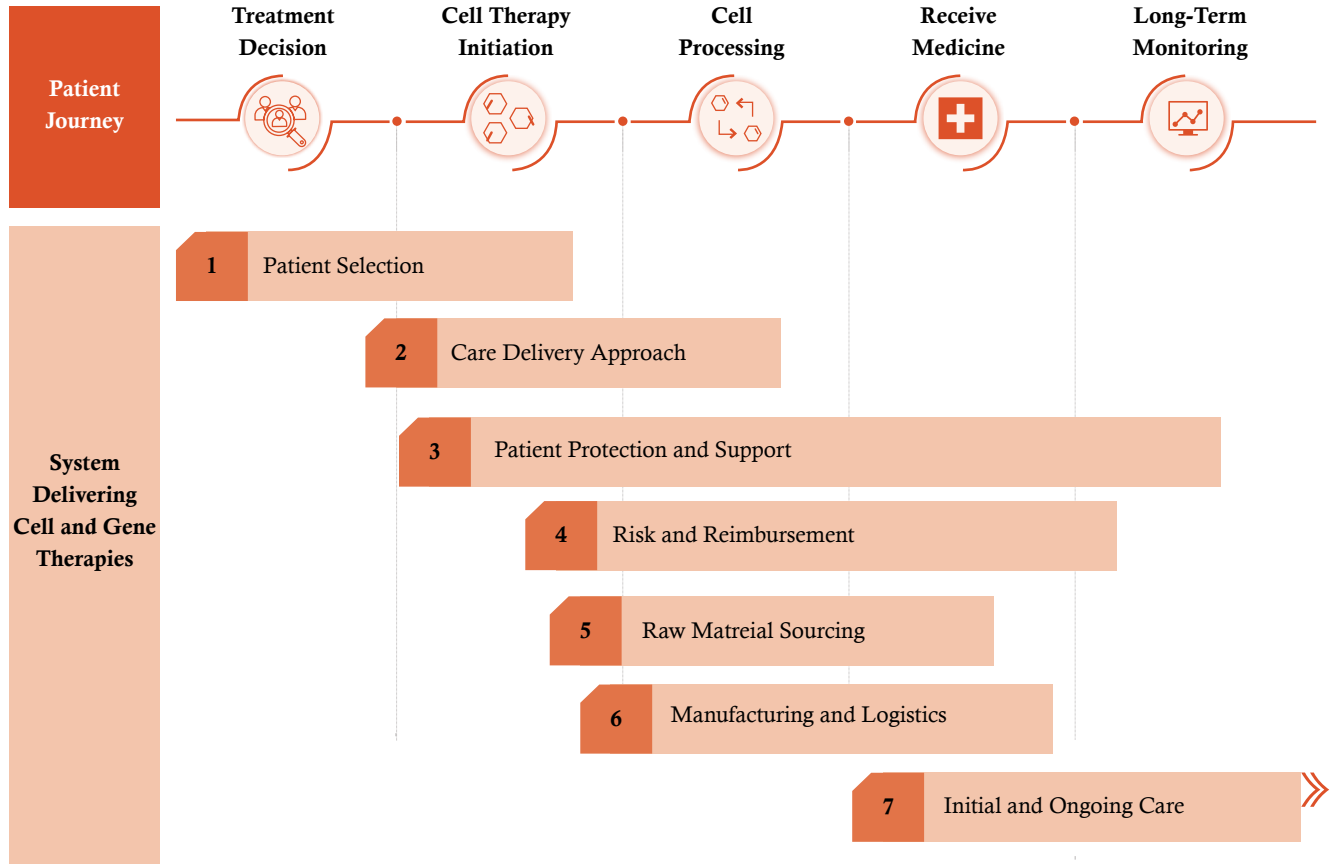 Patient
Journey
Treatment
Decision
Cell Therapy
Initiation
Cell
Processing
Receive
Medicine
Long-Term
Monitoring
System
Delivering
Cell and Gene
Therapies
1 Patient Selection
2 Care Delivery Approach
3 Patient Protection and Support
4 Risk and Reimbursement
5 Raw Matreial Sourcing
6 Manufacturing and Logistics
7 Initial and Ongoing Care